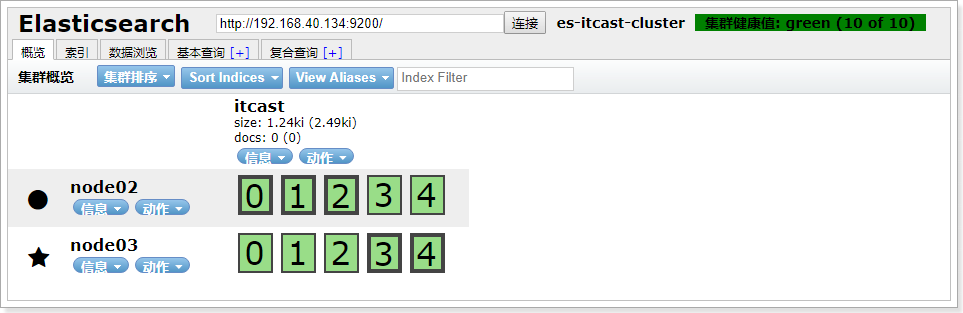 Elasticsearch http://192.168.40.134:9200/ 连接 es-itcast-cluster 集群健康值: green (10 of 10)
概览 索引 数据浏览 基本查询 [+] 复合查询 [+]
集群概览 集群排序 Sort Indices View Aliases Index Filter
itcast
size: 1.24ki (2.49ki)
docs: 0 (0)
信息 动作
node02 0 1 2 3 4
信息 动作
node03 0 1 2 3 4
信息 动作